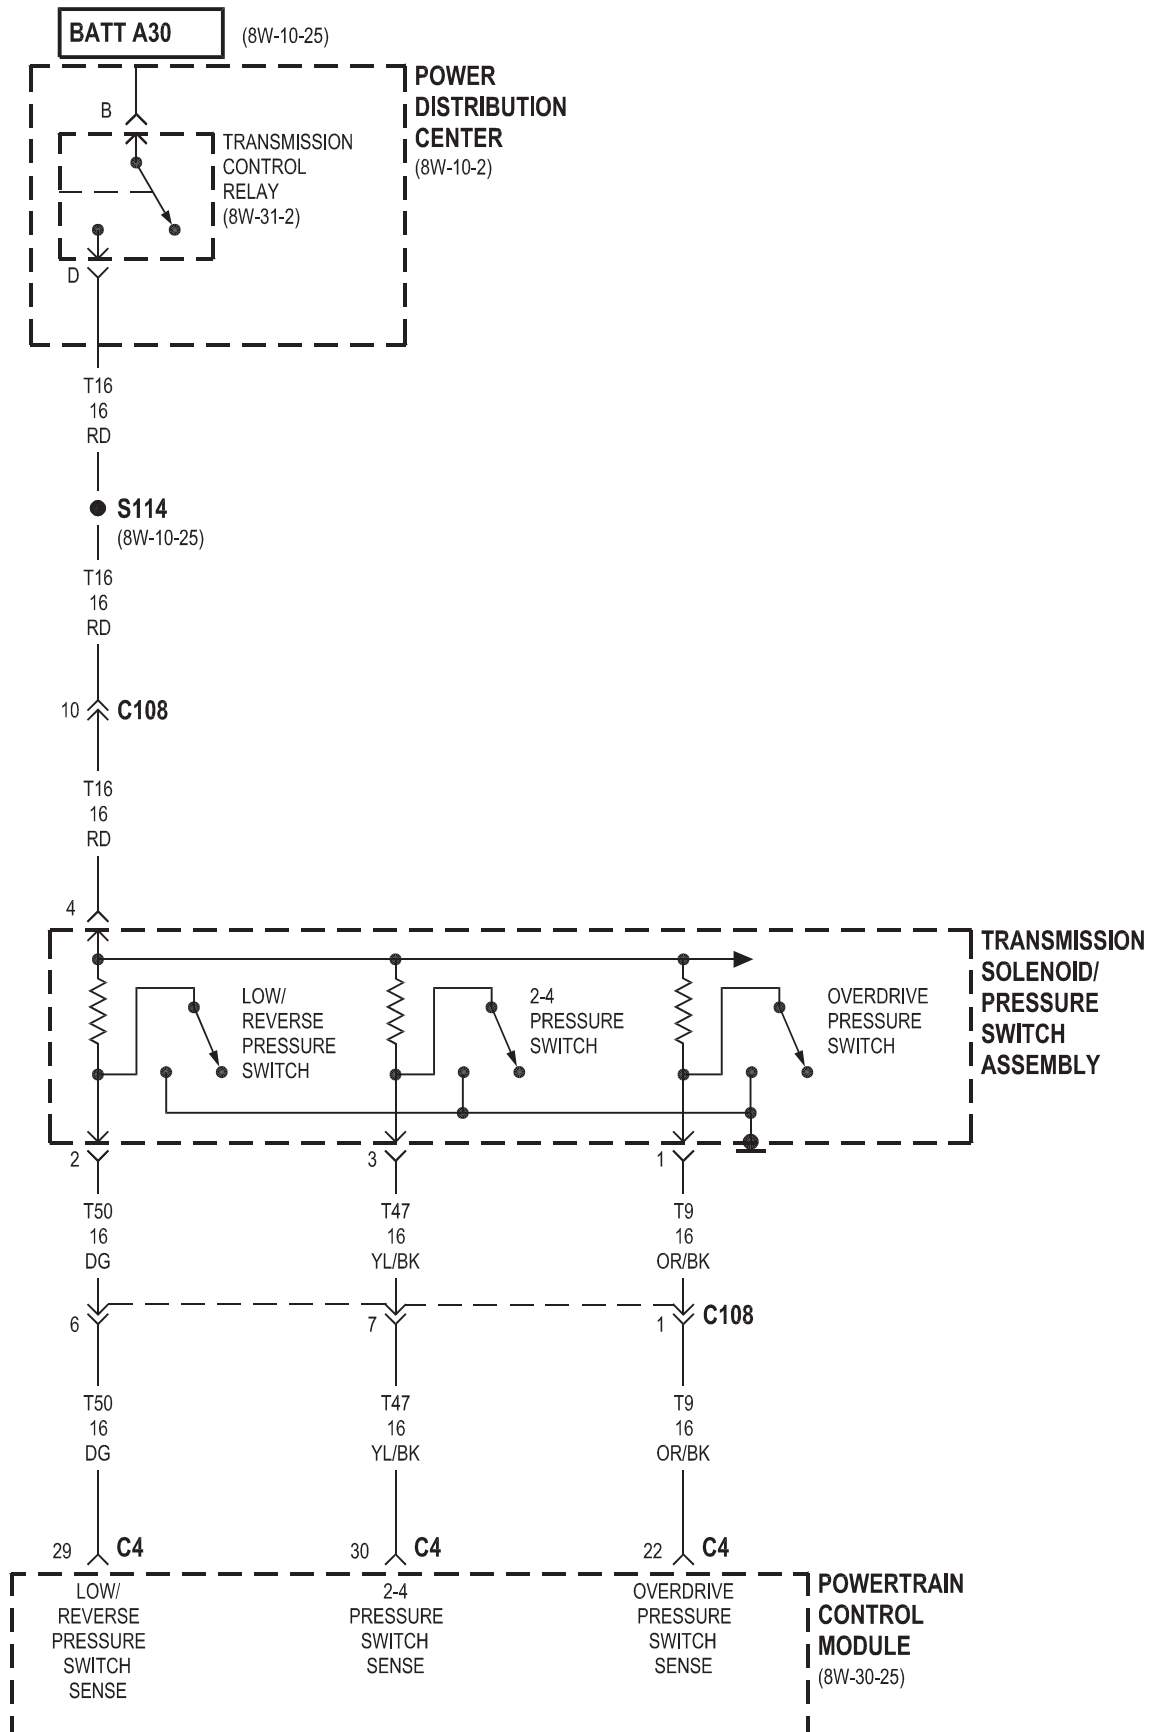 BATT A30
(8W-10-25)
POWER
DISTRIBUTION
CENTER
(8W-10-2)
B
TRANSMISSION
CONTROL
RELAY
(8W-31-2)
D
T16
16
RD
S114
(8W-10-25)
T16
16
RD
10
C108
T16
16
RD
4
TRANSMISSION
SOLENOID/
PRESSURE
SWITCH
ASSEMBLY
LOW/
REVERSE
PRESSURE
SWITCH
2-4
PRESSURE
SWITCH
OVERDRIVE
PRESSURE
SWITCH
2
3
1
T50
16
DG
T47
16
YL/BK
T9
16
OR/BK
6
7
1
C108
T50
16
DG
T47
16
YL/BK
T9
16
OR/BK
29
C4
30
C4
22
C4
LOW/
REVERSE
PRESSURE
SWITCH
SENSE
2-4
PRESSURE
SWITCH
SENSE
OVERDRIVE
PRESSURE
SWITCH
SENSE
POWERTRAIN
CONTROL
MODULE
(8W-30-25)